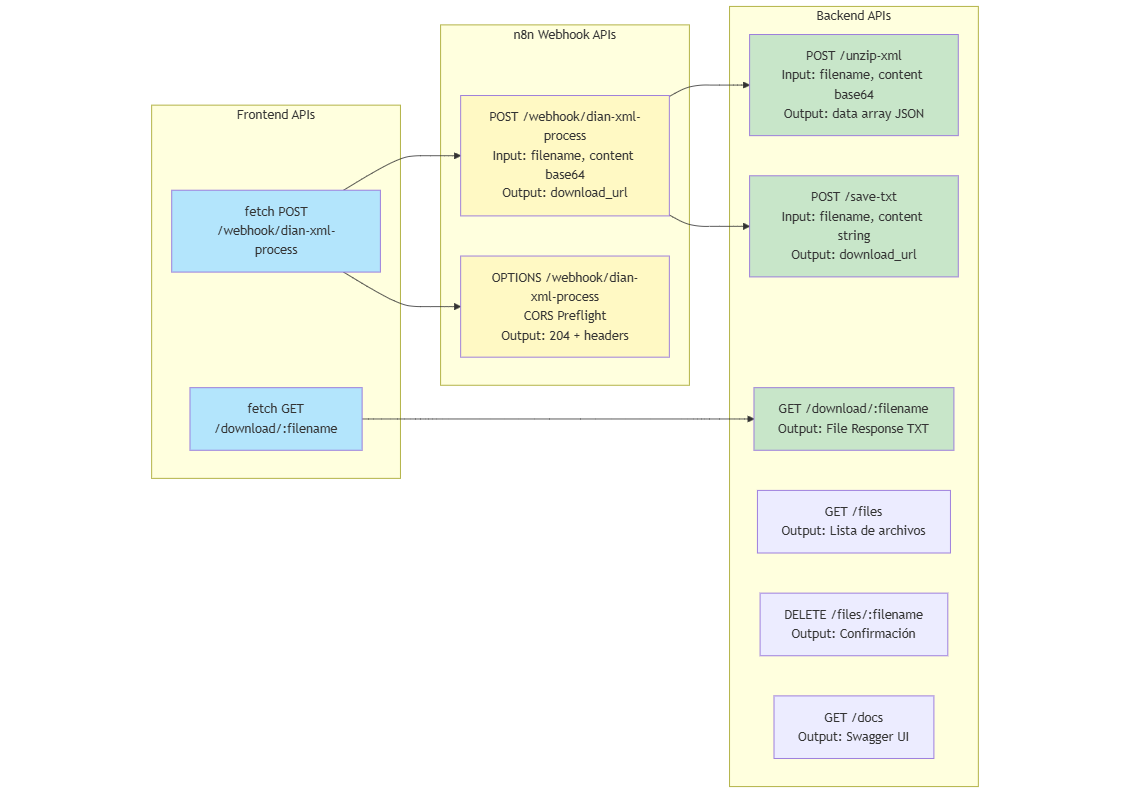 Frontend APIs
fetch POST
/webhook/dian-xml-
process
fetch GET
/download/:filename
n8n Webhook APIs
POST /webhook/dian-xml-
process
Input: filename, content
base64
Output: download_url
OPTIONS /webhook/dian-
xml-process
CORS Preflight
Output: 204 + headers
Backend APIs
POST /unzip-xml
Input: filename, content
base64
Output: data array JSON
POST /save-txt
Input: filename, content
string
Output: download_url
GET /download/:filename
Output: File Response TXT
GET /files
Output: Lista de archivos
DELETE /files/:filename
Output: Confirmación
GET /docs
Output: Swagger UI